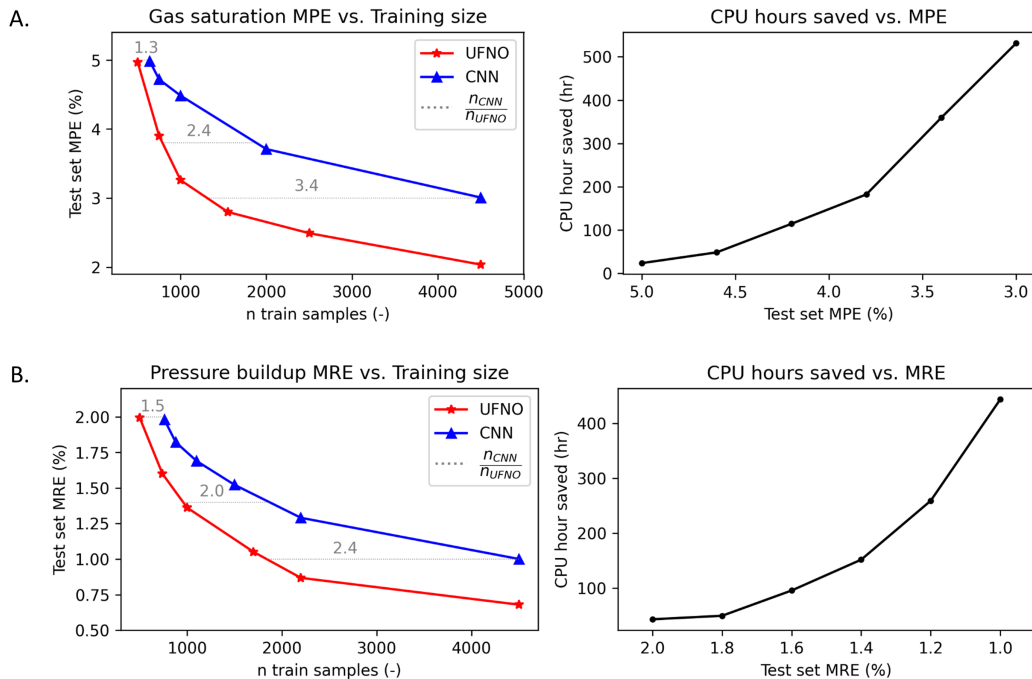 A.
Gas saturation MPE vs. Training size
Test set MPE (%)
5
4
3
2
1.3
2.4
3.4
UFNO
CNN
n_CNN
n_UFNO
1000 2000 3000 4000 5000
n train samples (-)
CPU hours saved vs. MPE
CPU hour saved (hr)
500
400
300
200
100
0
5.0 4.5 4.0 3.5 3.0
Test set MPE (%)
B.
Pressure buildup MRE vs. Training size
Test set MRE (%)
2.00
1.75
1.50
1.25
1.00
0.75
0.50
1.5
2.0
2.4
UFNO
CNN
n_CNN
n_UFNO
1000 2000 3000 4000
n train samples (-)
CPU hours saved vs. MRE
CPU hour saved (hr)
400
300
200
100
2.0 1.8 1.6 1.4 1.2 1.0
Test set MRE (%)